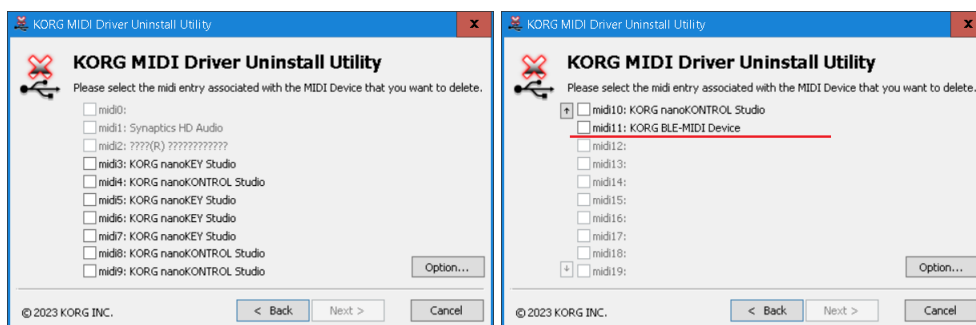 KORG MIDI Driver Uninstall Utility
KORG MIDI Driver Uninstall Utility
Please select the midi entry associated with the MIDI Device that you want to delete.
midi0:
midi1: Synaptics HD Audio
midi2: ????(R) ????????????
midi3: KORG nanoKEY Studio
midi4: KORG nanoKONTROL Studio
midi5: KORG nanoKEY Studio
midi6: KORG nanoKEY Studio
midi7: KORG nanoKEY Studio
midi8: KORG nanoKONTROL Studio
midi9: KORG nanoKONTROL Studio
Option...
© 2023 KORG INC.
< Back
Next >
Cancel
KORG MIDI Driver Uninstall Utility
KORG MIDI Driver Uninstall Utility
Please select the midi entry associated with the MIDI Device that you want to delete.
midi10: KORG nanoKONTROL Studio
midi11: KORG BLE-MIDI Device
midi12:
midi13:
midi14:
midi15:
midi16:
midi17:
midi18:
midi19:
Option...
© 2023 KORG INC.
< Back
Next >
Cancel